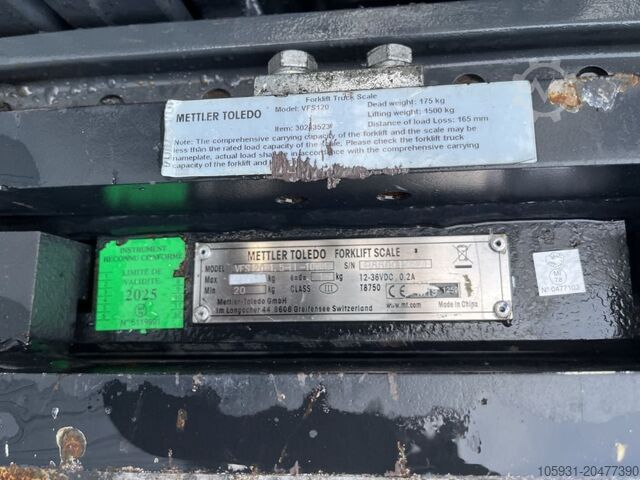 METTLER TOLEDO
Forklift Truck Scale
Model: VFS120
Item: 3024352
Dead weight: 175 kg
Lifting weight: 1500 kg
Distance of load Loss: 165 mm
Note: The comprehensive carrying capacity of the forklift and the scale may be
less than the rated load capacity of the scale, Please check the forklift truck
nameplate, actual load shall in accordance with the comprehensive carrying
capacity of the forklift and
INSTRUMENT
RECONNU CONFORME
LIMITE DE
VALIDITÉ
2025
METTLER TOLEDO FORKLIFT SCALE
MODEL S/N
Max kg e=d= kg 12-36VDC, 0.2A
Min 20 kg CLASS III T8750 CE
Mettler-Toledo GmbH www.mt.com Made in China
Im Langacher 44 8606 Greifensee Switzerland
N° 0477103
105931-20477390